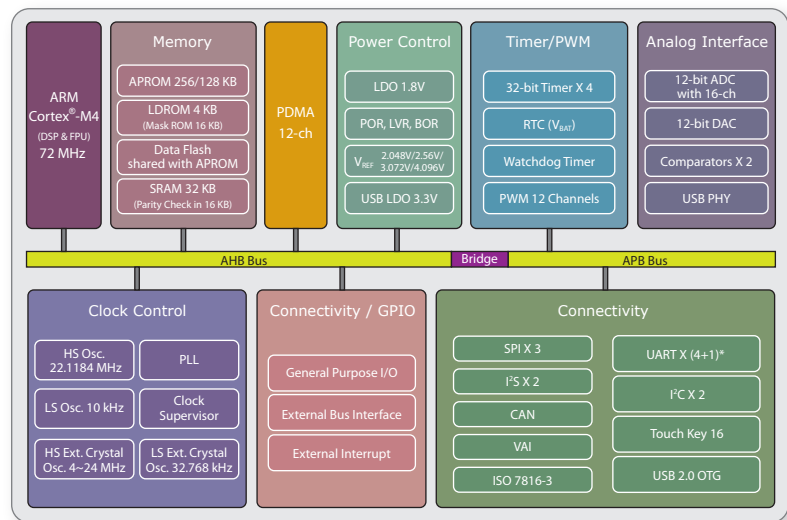 ARM
Cortex®-M4
(DSP & FPU)
72 MHz
Memory
APROM 256/128 KB
LDROM 4 KB
(Mask ROM 16 KB)
Data Flash
shared with APROM
SRAM 32 KB
(Parity Check in 16 KB)
PDMA
12-ch
Power Control
LDO 1.8V
POR, LVR, BOR
VREF 2.048V/2.56V/
3.072V/4.096V
USB LDO 3.3V
Timer/PWM
32-bit Timer X 4
RTC (VBAT)
Watchdog Timer
PWM 12 Channels
Analog Interface
12-bit ADC
with 16-ch
12-bit DAC
Comparators X 2
USB PHY
AHB Bus
Bridge
APB Bus
Clock Control
HS Osc.
22.1184 MHz
PLL
LS Osc. 10 kHz
Clock
Supervisor
HS Ext. Crystal
Osc. 4~24 MHz
LS Ext. Crystal
Osc. 32.768 kHz
Connectivity / GPIO
General Purpose I/O
External Bus Interface
External Interrupt
Connectivity
SPI X 3
I²S X 2
CAN
VAI
ISO 7816-3
UART X (4+1)*
I²C X 2
Touch Key 16
USB 2.0 OTG